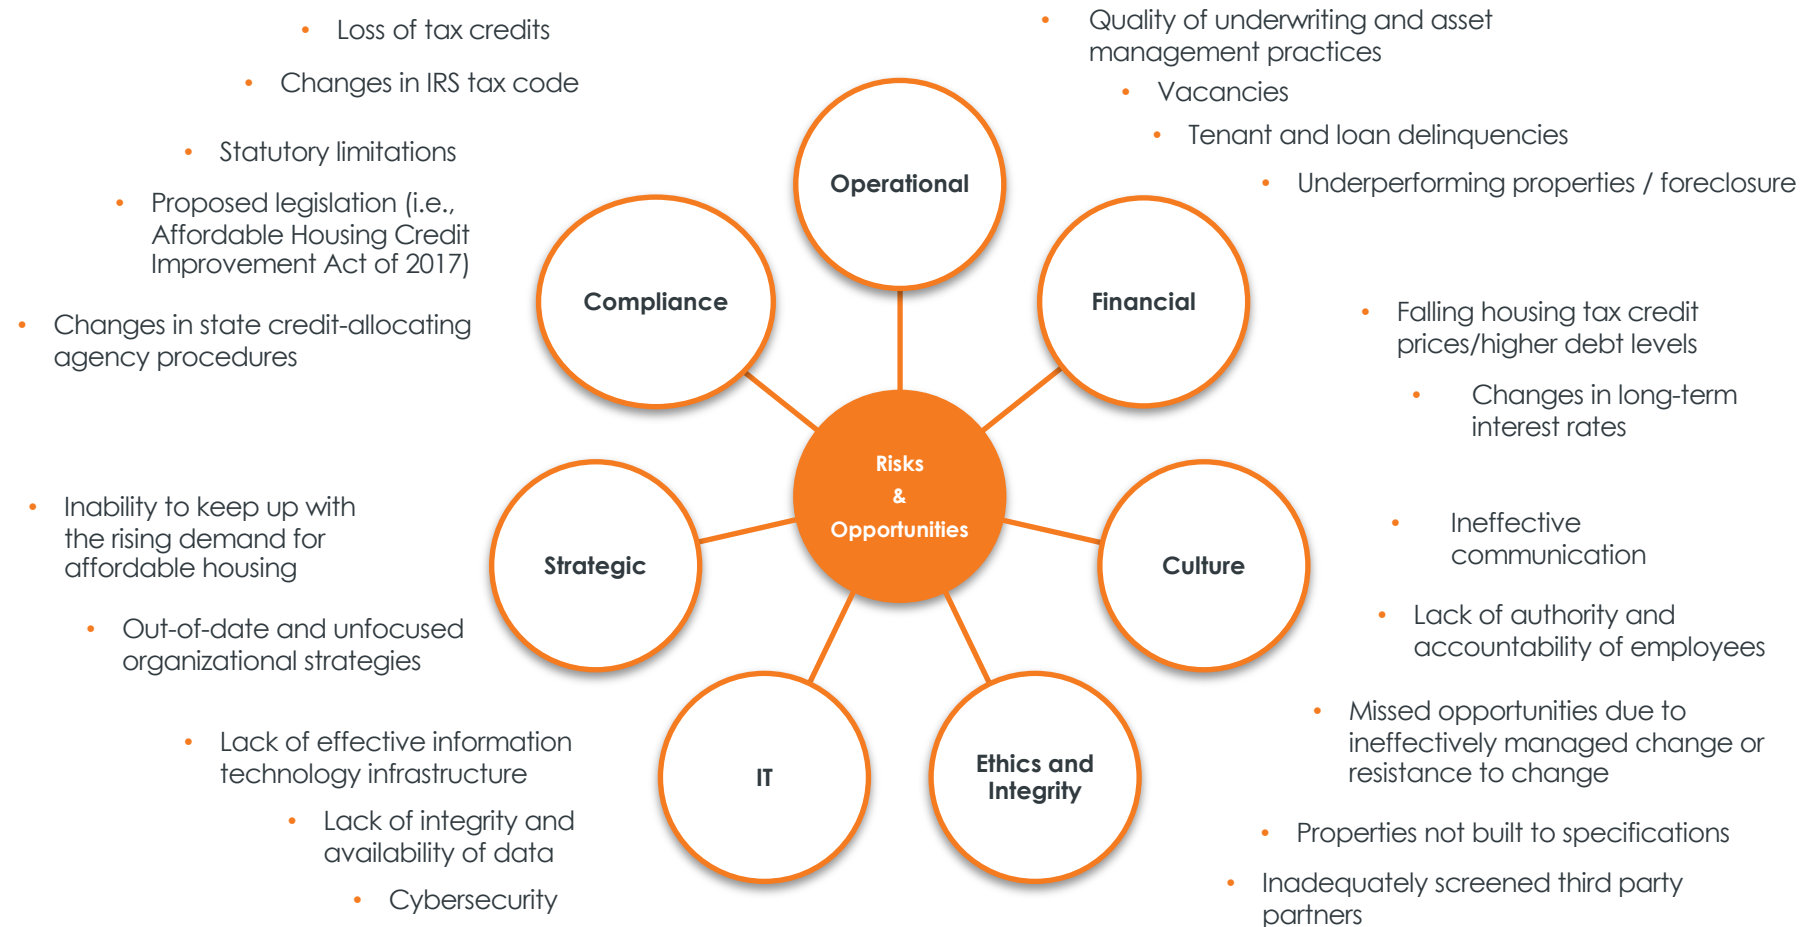 • Loss of tax credits
• Changes in IRS tax code
• Statutory limitations
• Proposed legislation (i.e.,
Affordable Housing Credit
Improvement Act of 2017)
• Changes in state credit-allocating
agency procedures
Compliance
• Quality of underwriting and asset
management practices
• Vacancies
• Tenant and loan delinquencies
• Underperforming properties / foreclosure
Operational
Financial
• Falling housing tax credit
prices/higher debt levels
• Changes in long-term
interest rates
Risks
&
Opportunities
• Inability to keep up with
the rising demand for
affordable housing
• Out-of-date and unfocused
organizational strategies
Strategic
Culture
• Ineffective
communication
• Lack of authority and
accountability of employees
• Missed opportunities due to
ineffectively managed change or
resistance to change
• Lack of effective information
technology infrastructure
• Lack of integrity and
availability of data
• Cybersecurity
IT
Ethics and
Integrity
• Properties not built to specifications
• Inadequately screened third party
partners